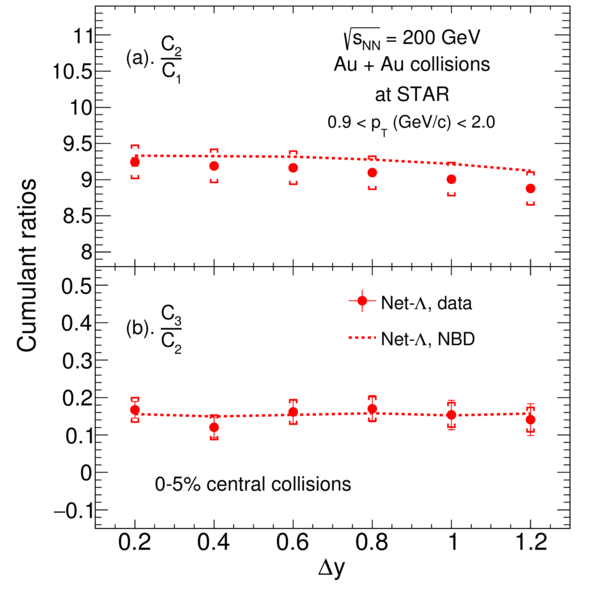 Cumulant ratios
11
10.5
10
9.5
9
8.5
8
(a). C₂/C₁
√sNN = 200 GeV
Au + Au collisions
at STAR
0.9 < pT (GeV/c) < 2.0
0.5
0.4
0.3
0.2
0.1
0
−0.1
(b). C₃/C₂
Net-Λ, data
Net-Λ, NBD
0-5% central collisions
0.2 0.4 0.6 0.8 1 1.2
Δy